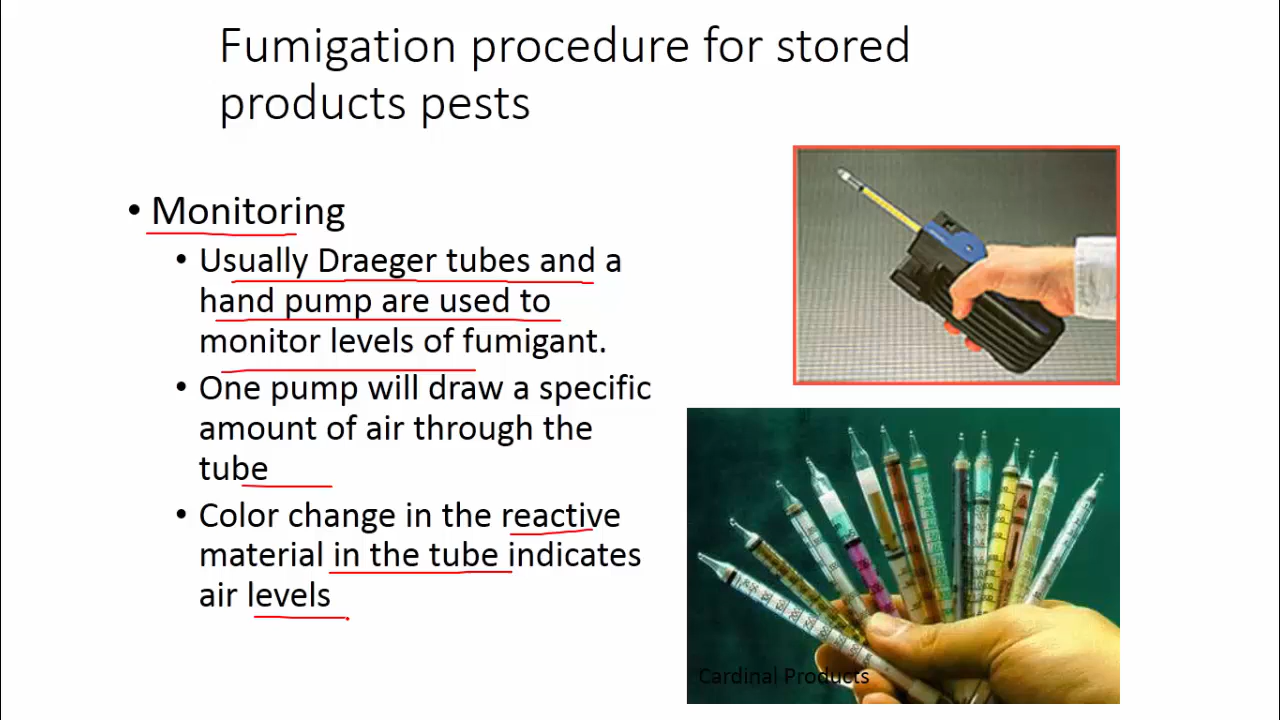 Fumigation procedure for stored
products pests
• Monitoring
• Usually Draeger tubes and a
hand pump are used to
monitor levels of fumigant.
• One pump will draw a specific
amount of air through the
tube
• Color change in the reactive
material in the tube indicates
air levels
Cardinal Products